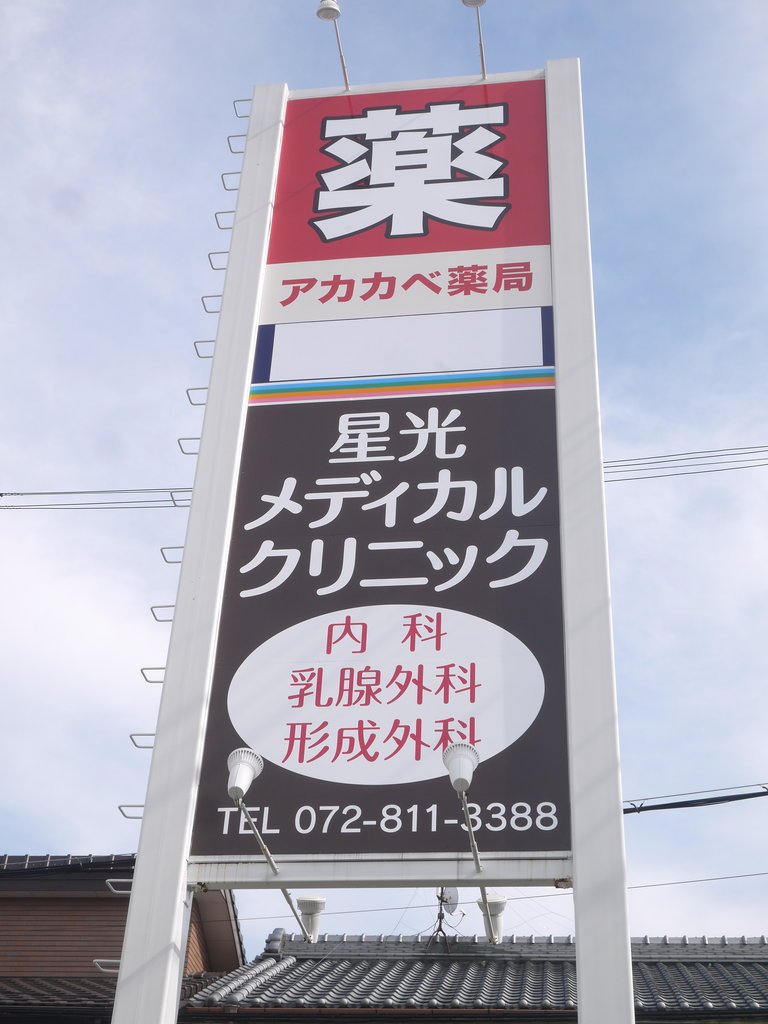 薬
アカカベ薬局
星光
メディカル
クリニック
内科
乳腺外科
形成外科
TEL 072-811-3388